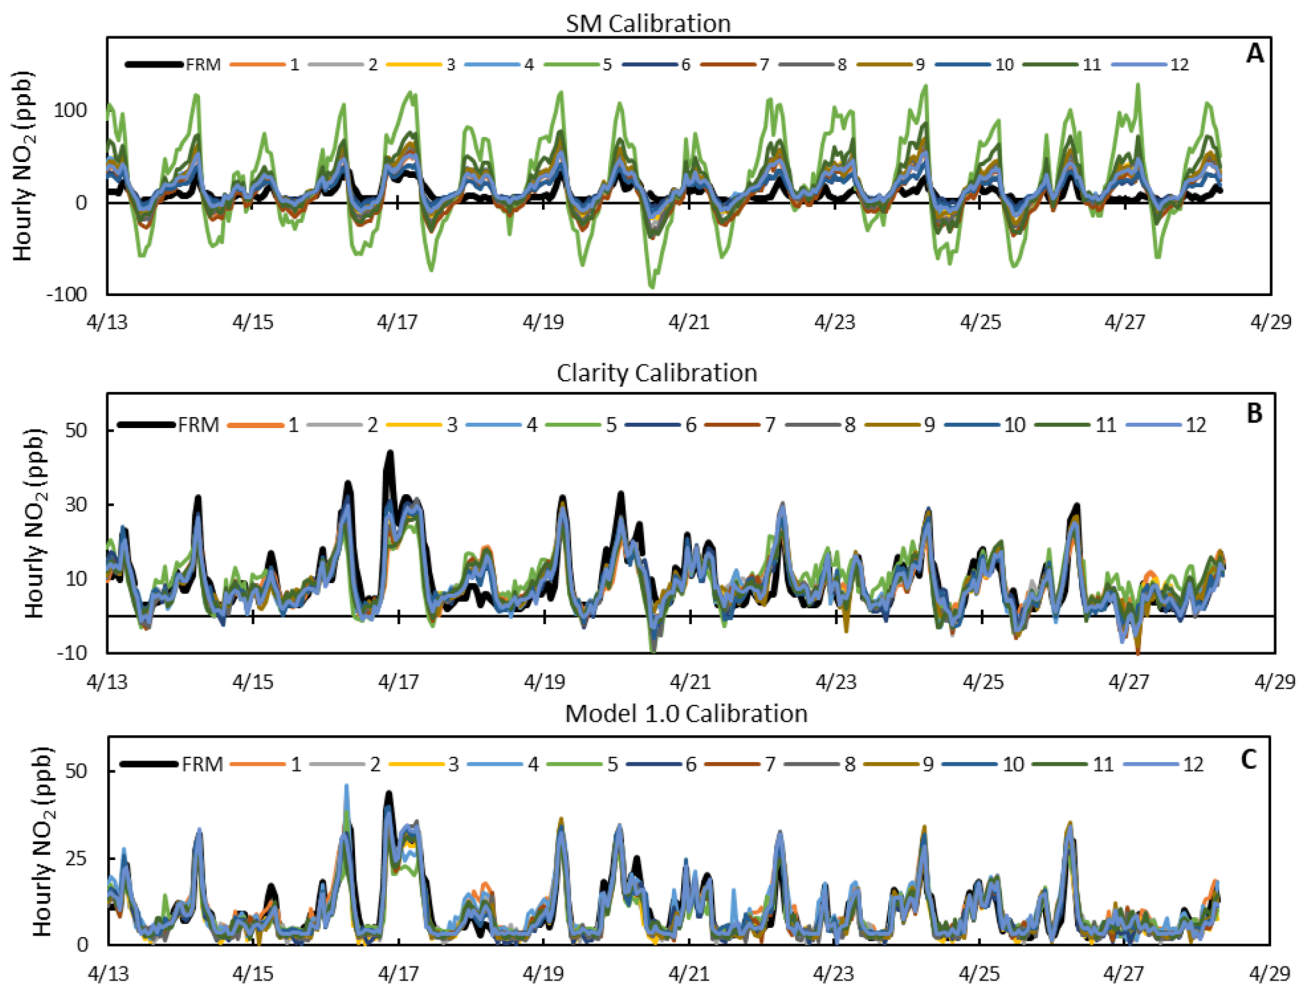 SM Calibration
A
FRM 1 2 3 4 5 6 7 8 9 10 11 12
Hourly NO₂ (ppb)
100
0
-100
4/13 4/15 4/17 4/19 4/21 4/23 4/25 4/27 4/29
Clarity Calibration
B
FRM 1 2 3 4 5 6 7 8 9 10 11 12
Hourly NO₂ (ppb)
50
30
10
-10
4/13 4/15 4/17 4/19 4/21 4/23 4/25 4/27 4/29
Model 1.0 Calibration
C
FRM 1 2 3 4 5 6 7 8 9 10 11 12
Hourly NO₂ (ppb)
50
25
0
4/13 4/15 4/17 4/19 4/21 4/23 4/25 4/27 4/29